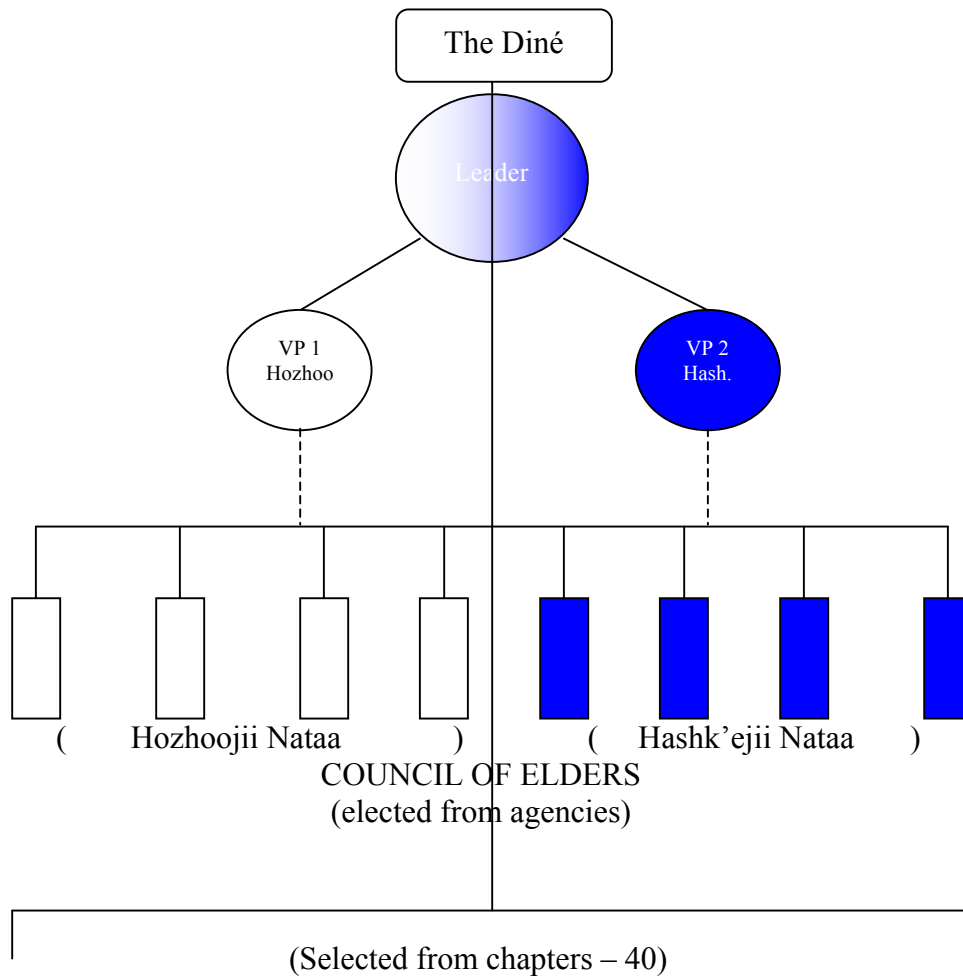 The Diné
Leader
VP 1
Hozhoo
VP 2
Hash.
( Hozhoojii Nataa ) ( Hashk’ejii Nataa )
COUNCIL OF ELDERS
(elected from agencies)
(Selected from chapters – 40)